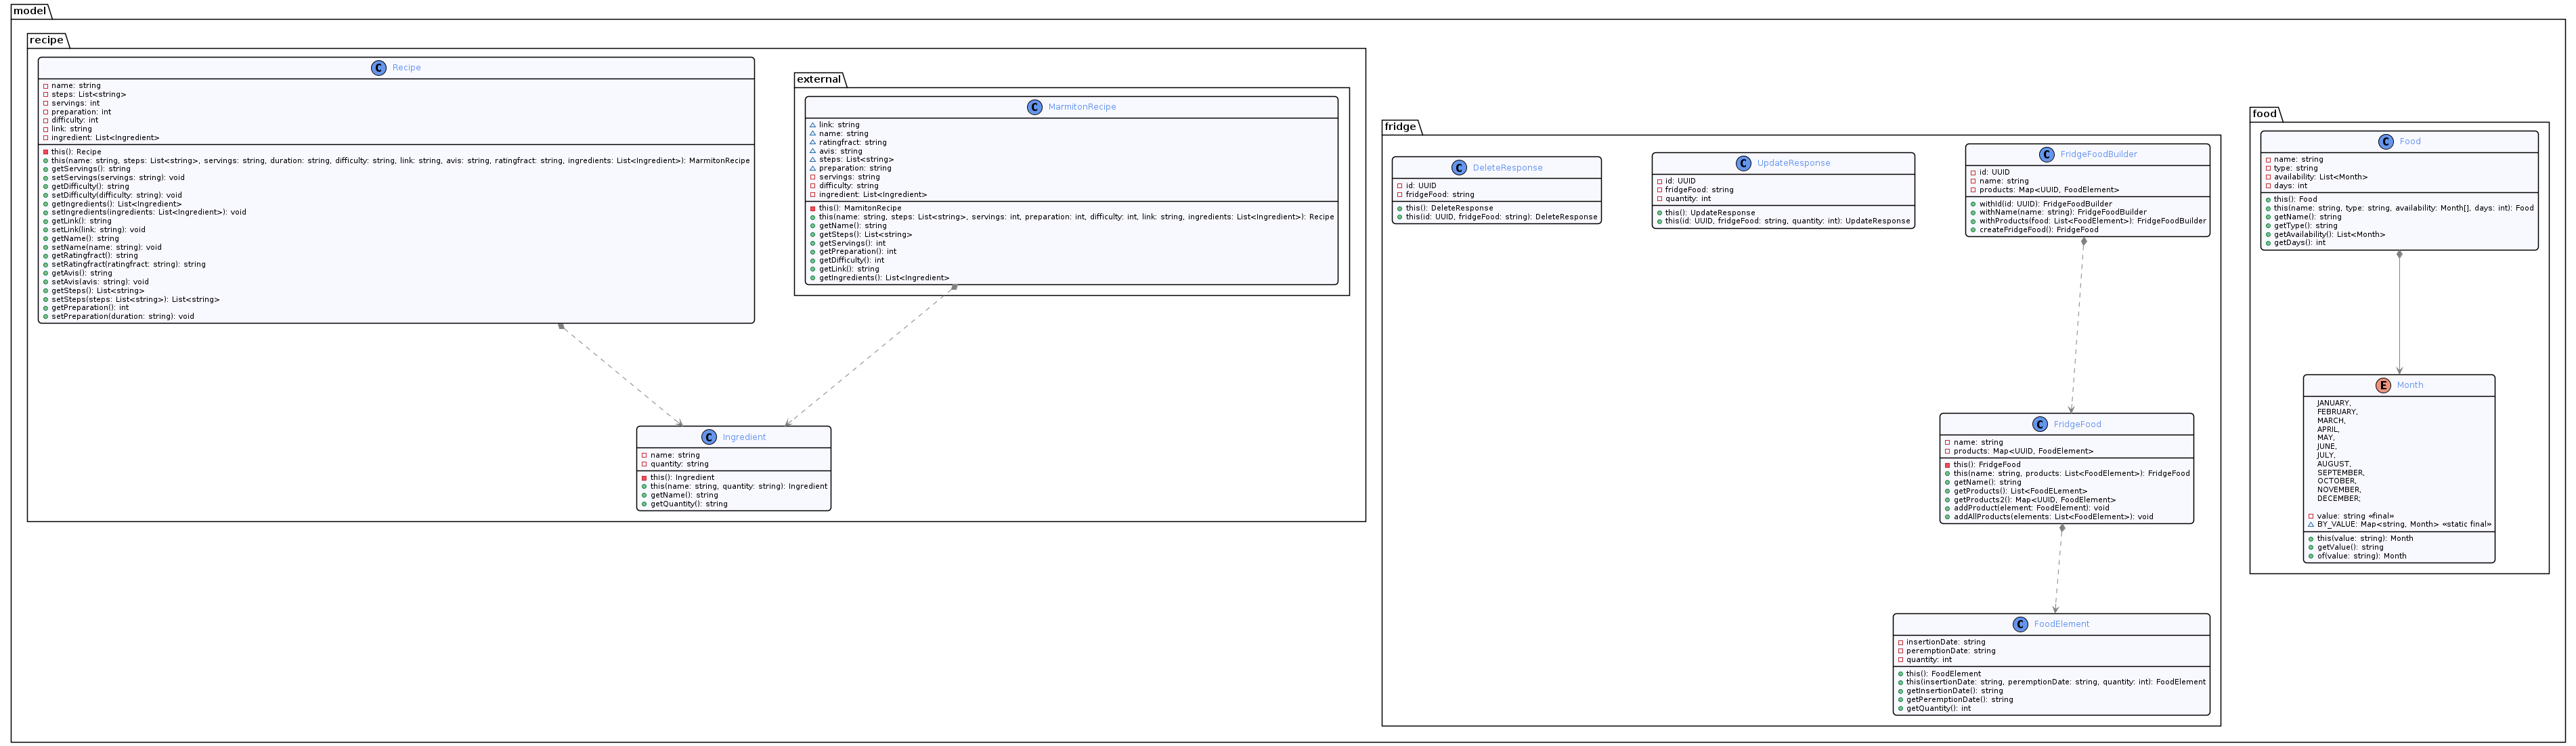 model
recipe
Recipe
name: string
steps: List<string>
servings: int
preparation: int
difficulty: int
link: string
ingredient: List<Ingredient>
this(): Recipe
this(name: string, steps: List<string>, servings: string, duration: string, difficulty: string, link: string, avis: string, ratingfract: string, ingredients: List<Ingredient>): MarmitonRecipe
getServings(): string
setServings(servings: string): void
getDifficulty(): string
setDifficulty(difficulty: string): void
getIngredients(): List<Ingredient>
setIngredients(ingredients: List<Ingredient>): void
getLink(): string
setLink(link: string): void
getName(): string
setName(name: string): void
getRatingfract(): string
setRatingfract(ratingfract: string): string
getAvis(): string
setAvis(avis: string): void
getSteps(): List<string>
setSteps(steps: List<string>): List<string>
getPreparation(): int
setPreparation(duration: string): void
external
MarmitonRecipe
link: string
name: string
ratingfract: string
avis: string
steps: List<string>
preparation: string
servings: string
difficulty: string
ingredient: List<Ingredient>
this(): MamitonRecipe
this(name: string, steps: List<string>, servings: int, preparation: int, difficulty: int, link: string, ingredients: List<Ingredient>): Recipe
getName(): string
getSteps(): List<string>
getServings(): int
getPreparation(): int
getDifficulty(): int
getLink(): string
getIngredients(): List<Ingredient>
Ingredient
name: string
quantity: string
this(): Ingredient
this(name: string, quantity: string): Ingredient
getName(): string
getQuantity(): string
fridge
DeleteResponse
id: UUID
fridgeFood: string
this(): DeleteResponse
this(id: UUID, fridgeFood: string): DeleteResponse
UpdateResponse
id: UUID
fridgeFood: string
quantity: int
this(): UpdateResponse
this(id: UUID, fridgeFood: string, quantity: int): UpdateResponse
FridgeFoodBuilder
id: UUID
name: string
products: Map<UUID, FoodElement>
withId(id: UUID): FridgeFoodBuilder
withName(name: string): FridgeFoodBuilder
withProducts(food: List<FoodElement>): FridgeFoodBuilder
createFridgeFood(): FridgeFood
FridgeFood
name: string
products: Map<UUID, FoodElement>
this(): FridgeFood
this(name: string, products: List<FoodElement>): FridgeFood
getName(): string
getProducts(): List<FoodELement>
getProducts2(): Map<UUID, FoodElement>
addProduct(element: FoodElement): void
addAllProducts(elements: List<FoodElement>): void
FoodElement
insertionDate: string
peremptionDate: string
quantity: int
this(): FoodElement
this(insertionDate: string, peremptionDate: string, quantity: int): FoodElement
getInsertionDate(): string
getPeremptionDate(): string
getQuantity(): int
food
Food
name: string
type: string
availability: List<Month>
days: int
this(): Food
this(name: string, type: string, availability: Month[], days: int): Food
getName(): string
getType(): string
getAvailability(): List<Month>
getDays(): int
Month
JANUARY,
FEBRUARY,
MARCH,
APRIL,
MAY,
JUNE,
JULY,
AUGUST,
SEPTEMBER,
OCTOBER,
NOVEMBER,
DECEMBER;
value: string «final»
BY_VALUE: Map<string, Month> «static final»
this(value: string): Month
getValue(): string
of(value: string): Month